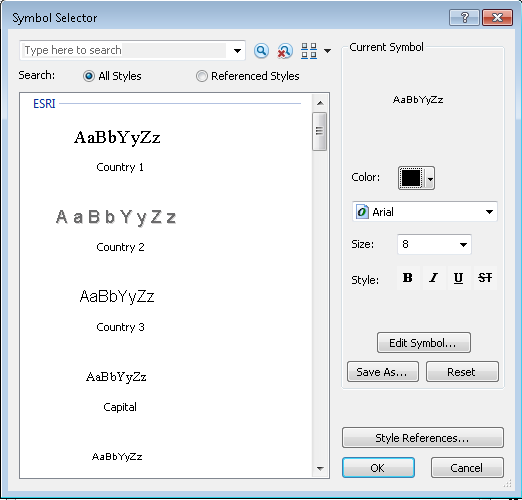 Symbol Selector
?
Type here to search
Search:
All Styles
Referenced Styles
ESRI
AaBbYyZz
Country 1
AaBbYyZz
Country 2
AaBbYyZz
Country 3
AaBbYyZz
Capital
AaBbYyZz
Current Symbol
AaBbYyZz
Color:
O Arial
Size:
8
Style:
B I U ST
Edit Symbol...
Save As...
Reset
Style References...
OK
Cancel